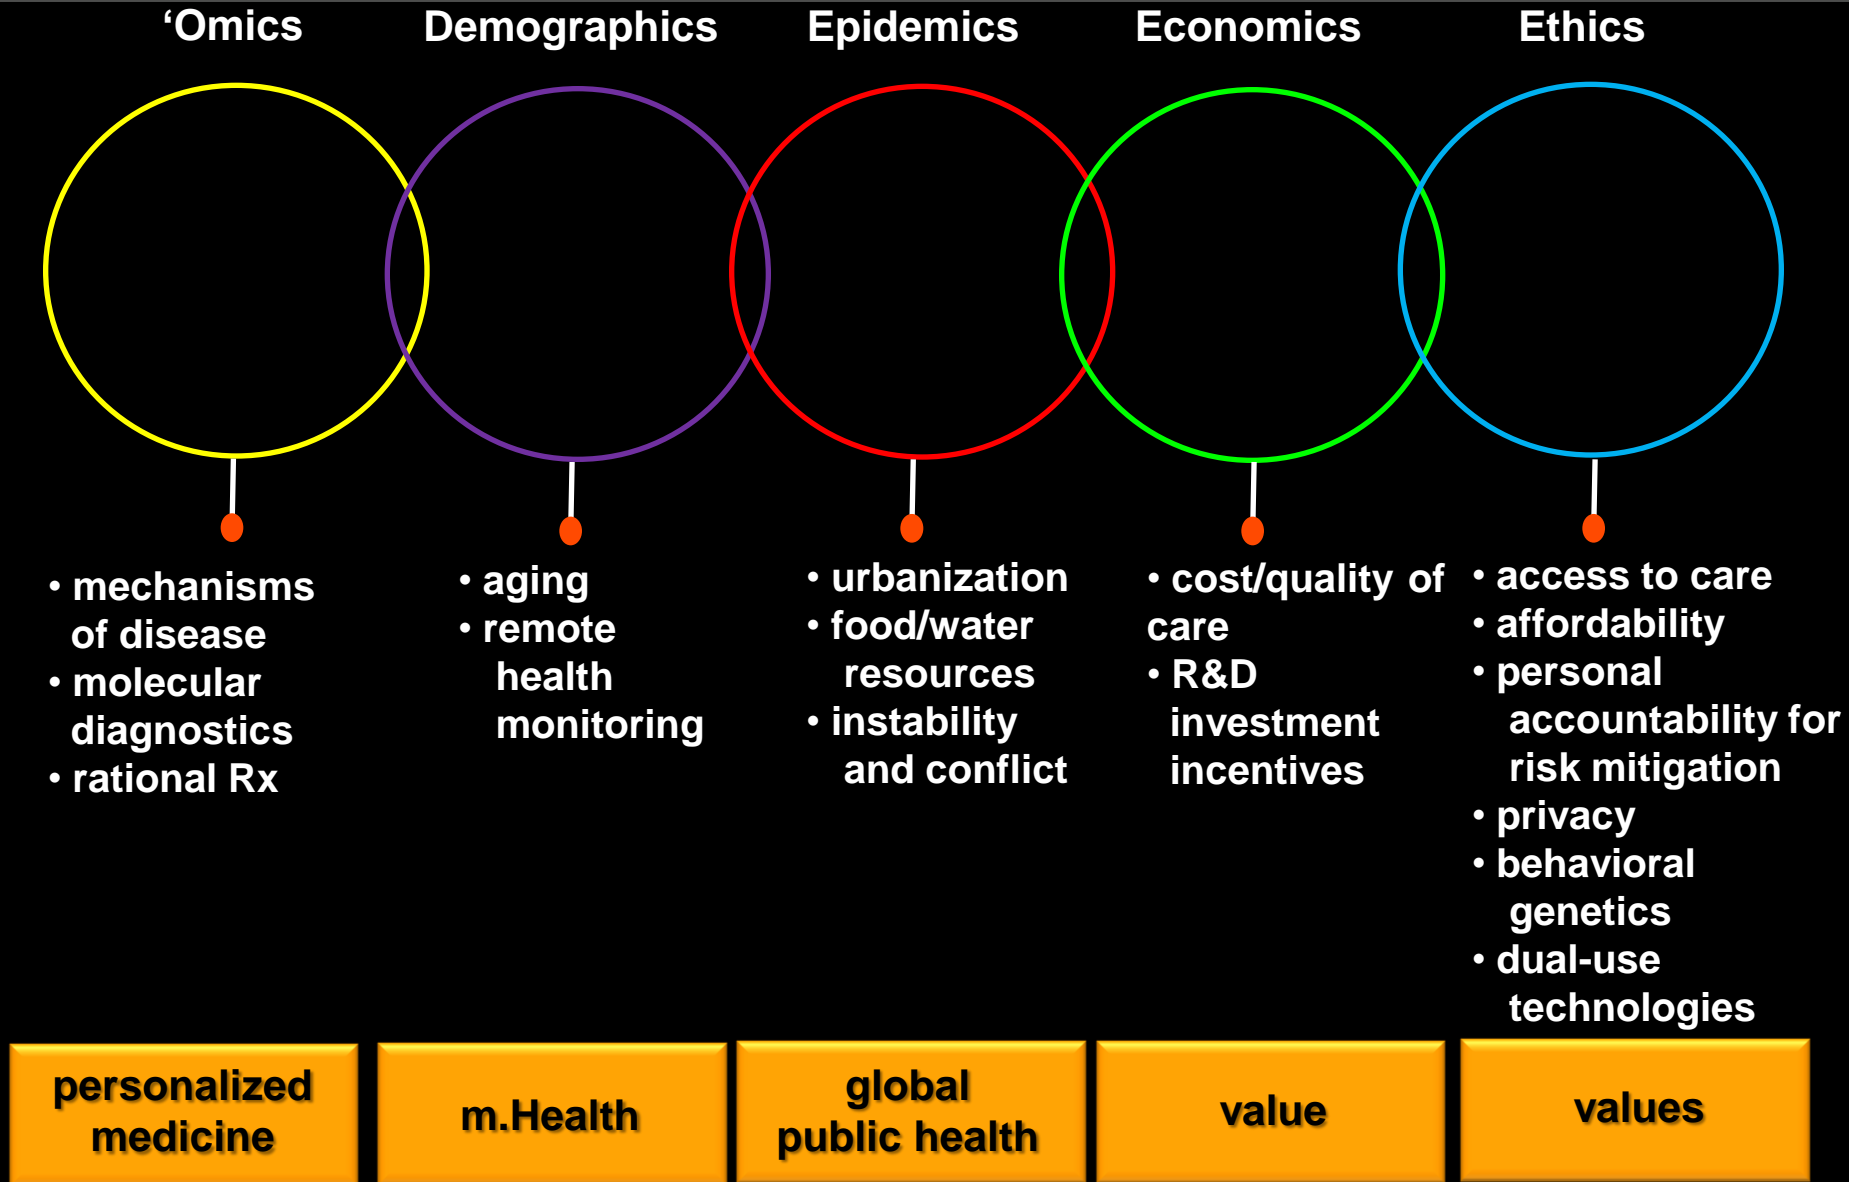 ‘Omics
Demographics
Epidemics
Economics
Ethics
• mechanisms
of disease
• molecular
diagnostics
• rational Rx
• aging
• remote
health
monitoring
• urbanization
• food/water
resources
• instability
and conflict
• cost/quality of
care
• R&D
investment
incentives
• access to care
• affordability
• personal
accountability for
risk mitigation
• privacy
• behavioral
genetics
• dual-use
technologies
personalized
medicine
m.Health
global
public health
value
values